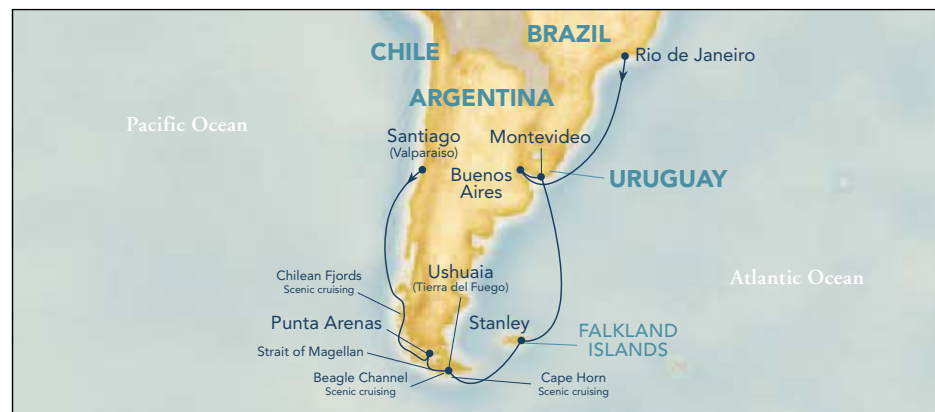 BRAZIL
CHILE
Rio de Janeiro
ARGENTINA
Pacific Ocean
Santiago
(Valparaiso)
Montevideo
Buenos
Aires
URUGUAY
Ushuaia
(Tierra del Fuego)
Atlantic Ocean
Chilean Fjords
Scenic cruising
Punta Arenas
Stanley
FALKLAND
ISLANDS
Strait of Magellan
Beagle Channel
Scenic cruising
Cape Horn
Scenic cruising